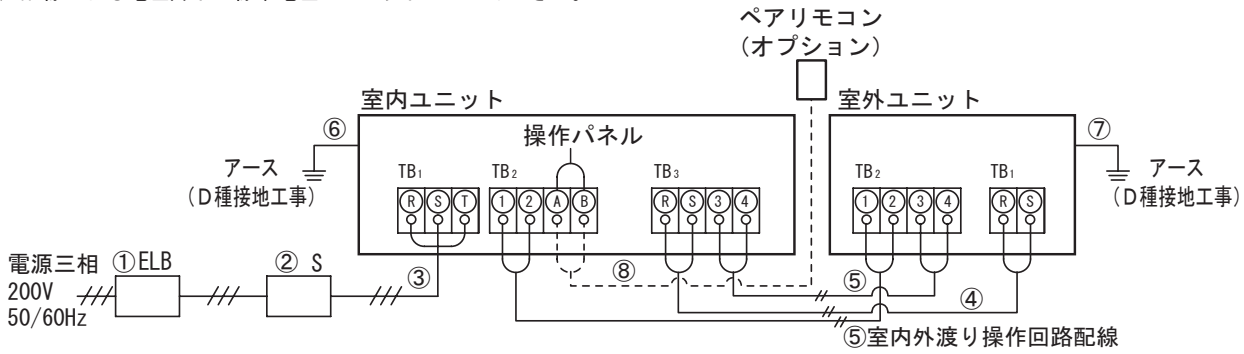 ペアリモコン
(オプション)
室内ユニット
室外ユニット
⑥
操作パネル
⑦
アース
(D種接地工事)
TB₁
TB₂
TB₃
TB₂
TB₁
アース
(D種接地工事)
R S T
1 2 A B
R S 3 4
1 2 3 4
R S
電源三相
200V
50/60Hz
① ELB
② S
③
⑧
⑤
④
⑤室内外渡り操作回路配線